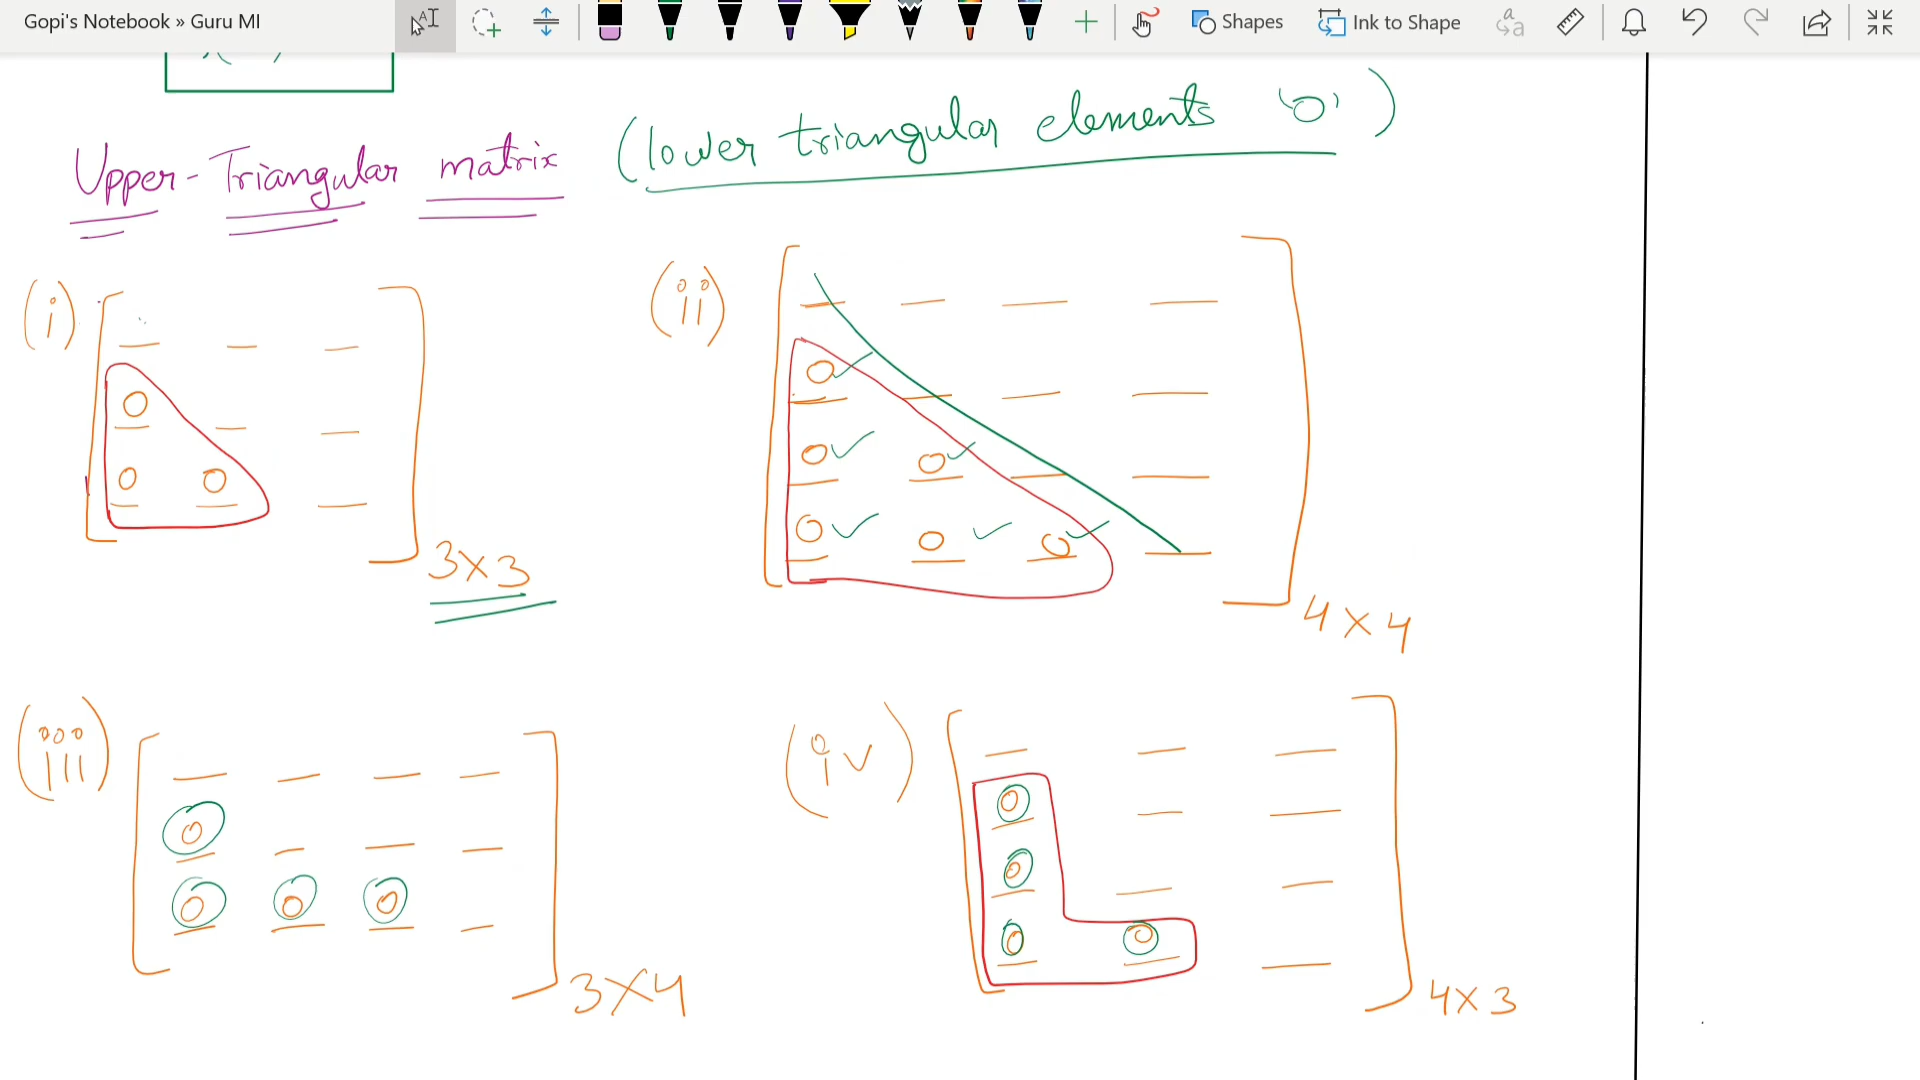 Gopi's Notebook » Guru MI
Shapes
Ink to Shape
Upper-Triangular matrix (lower triangular elements '0')
(i)
0
0 0
3x3
(ii)
0
0 0
0 0 0
4x4
(iii)
0
0 0 0
3x4
(iv)
0
0
0 0
4x3